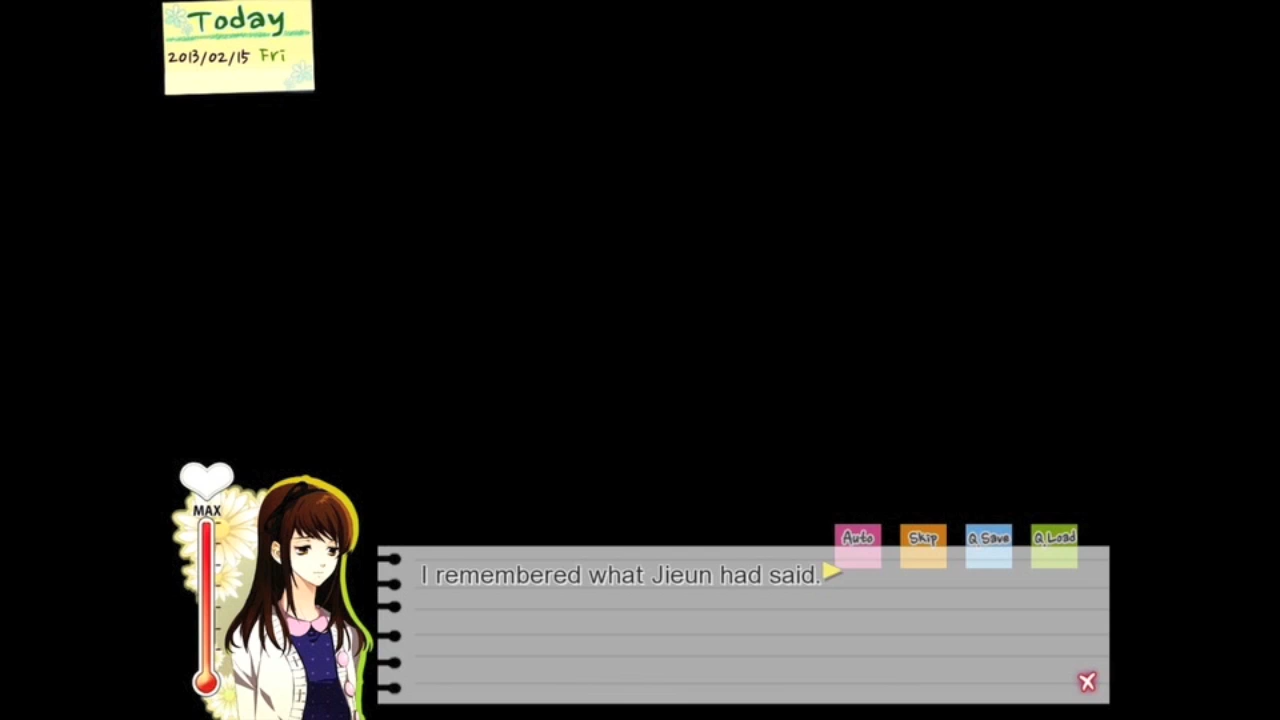 Today
2013/02/15 Fri
MAX
Auto
Skip
Q.Save
Q.Load
I remembered what Jieun had said.